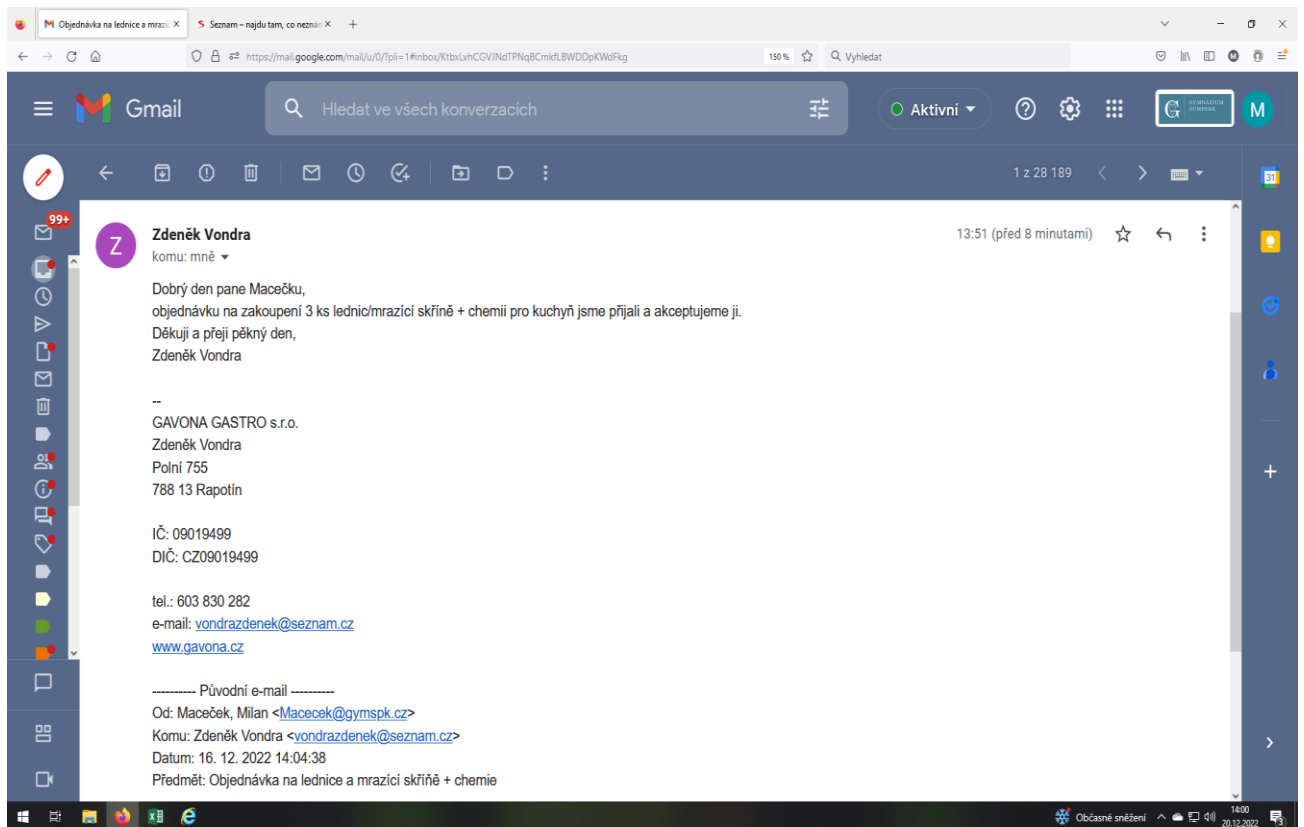 Objednávka na lednice a mrazic
Seznam – najdu tam, co neznám
https://mail.google.com/mail/u/0/?pli=1#inbox/KtbxLvhCGVJNdTPNqBCmkfLBWDDpKWdFkg
150 %
Vyhledat
Gmail
Hledat ve všech konverzacích
Aktivní
G GYMNÁZIUM ŠUMPERK
M
1 z 28 189
31
99+
Z
Zdeněk Vondra
13:51 (před 8 minutami)
komu: mně
Dobrý den pane Macečku,
objednávku na zakoupení 3 ks lednic/mrazící skříně + chemii pro kuchyň jsme přijali a akceptujeme ji.
Děkuji a přeji pěkný den,
Zdeněk Vondra
--
GAVONA GASTRO s.r.o.
Zdeněk Vondra
Polní 755
788 13 Rapotín
IČ: 09019499
DIČ: CZ09019499
tel.: 603 830 282
e-mail: vondrazdenek@seznam.cz
www.gavona.cz
---------- Původní e-mail ----------
Od: Maceček, Milan <Macecek@gymspk.cz>
Komu: Zdeněk Vondra <vondrazdenek@seznam.cz>
Datum: 16. 12. 2022 14:04:38
Předmět: Objednávka na lednice a mrazící skříňě + chemie
Občasné sněžení
14:00
20.12.2022